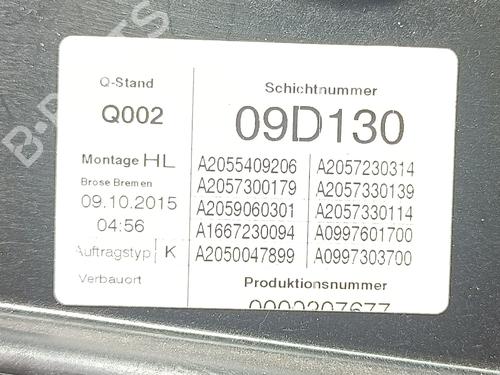 Q-Stand
Q002
Montage HL
Brose Bremen
09.10.2015
04:56
Auftragstyp K
Verbauort
Schichtnummer
09D130
A2055409206 A2057230314
A2057300179 A2057330139
A2059060301 A2057330114
A1667230094 A0997601700
A2050047899 A0997303700
Produktionsnummer